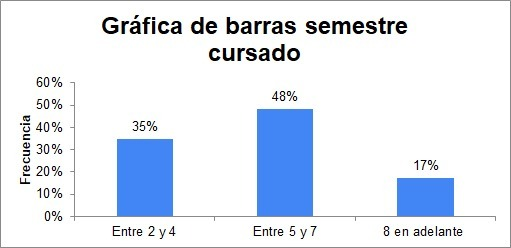 Gráfica de barras semestre
cursado
Frecuencia
60%
50%
40%
30%
20%
10%
0%
35%
48%
17%
Entre 2 y 4
Entre 5 y 7
8 en adelante